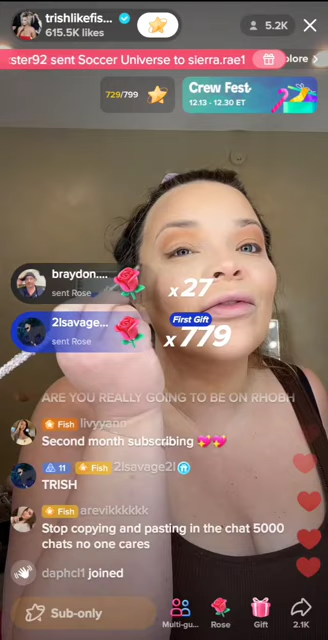 trishlikefis...
615.5K likes
5.2K
ster92 sent Soccer Universe to sierra.rae1
plore >
729/799
Crew Fest
12.13 - 12.30 ET
braydon....
sent Rose
x27
First Gift
2lsavage...
sent Rose
x779
ARE YOU REALLY GOING TO BE ON RHOBH
Fish livyyann
Second month subscribing 💖💖
11 Fish 2lsavage2l
TRISH
Fish arevikkkkkk
Stop copying and pasting in the chat 5000
chats no one cares
daphcl1 joined
Sub-only
Multi-gu...
Rose
Gift
2.1K